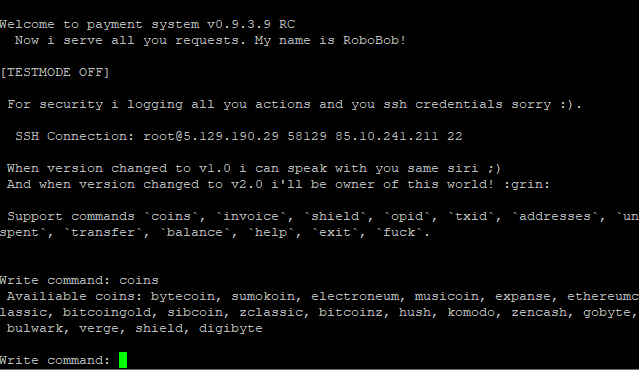 Welcome to payment system v0.9.3.9 RC
Now i serve all you requests. My name is RoboBob!
[TESTMODE OFF]
For security i logging all you actions and you ssh credentials sorry :).
SSH Connection: root@5.129.190.29 58129 85.10.241.211 22
When version changed to v1.0 i can speak with you same siri ;)
And when version changed to v2.0 i'll be owner of this world! :grin:
Support commands `coins`, `invoice`, `shield`, `opid`, `txid`, `addresses`, `un
spent`, `transfer`, `balance`, `help`, `exit`, `fuck`.
Write command: coins
Availiable coins: bytecoin, sumokoin, electroneum, musicoin, expanse, ethereumc
lassic, bitcoingold, sibcoin, zclassic, bitcoinz, hush, komodo, zencash, gobyte,
bulwark, verge, shield, digibyte
Write command: